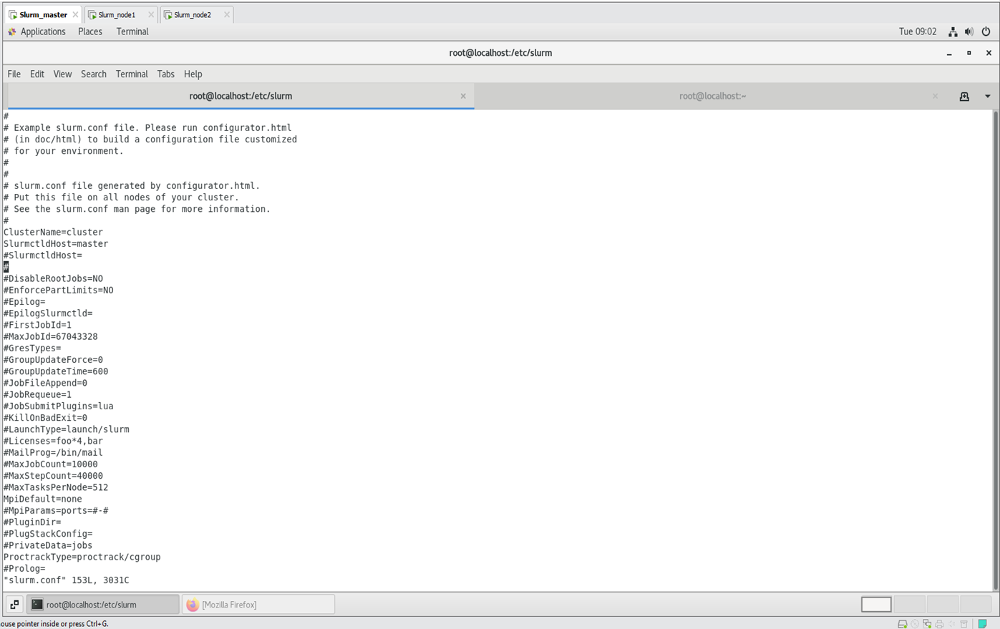 Slurm_master
Slurm_node1
Slurm_node2
Applications Places Terminal
Tue 09:02
root@localhost:/etc/slurm
File Edit View Search Terminal Tabs Help
root@localhost:/etc/slurm
root@localhost:~
#
# Example slurm.conf file. Please run configurator.html
# (in doc/html) to build a configuration file customized
# for your environment.
#
#
# slurm.conf file generated by configurator.html.
# Put this file on all nodes of your cluster.
# See the slurm.conf man page for more information.
#
ClusterName=cluster
SlurmctldHost=master
#SlurmctldHost=
#
#DisableRootJobs=NO
#EnforcePartLimits=NO
#Epilog=
#EpilogSlurmctld=
#FirstJobId=1
#MaxJobId=67043328
#GresTypes=
#GroupUpdateForce=0
#GroupUpdateTime=600
#JobFileAppend=0
#JobRequeue=1
#JobSubmitPlugins=lua
#KillOnBadExit=0
#LaunchType=launch/slurm
#Licenses=foo*4,bar
#MailProg=/bin/mail
#MaxJobCount=10000
#MaxStepCount=40000
#MaxTasksPerNode=512
MpiDefault=none
#MpiParams=ports=#-#
#PluginDir=
#PlugStackConfig=
#PrivateData=jobs
ProctrackType=proctrack/cgroup
#Prolog=
"slurm.conf" 153L, 3031C
root@localhost:/etc/slurm
[Mozilla Firefox]
ouse pointer inside or press Ctrl+G.